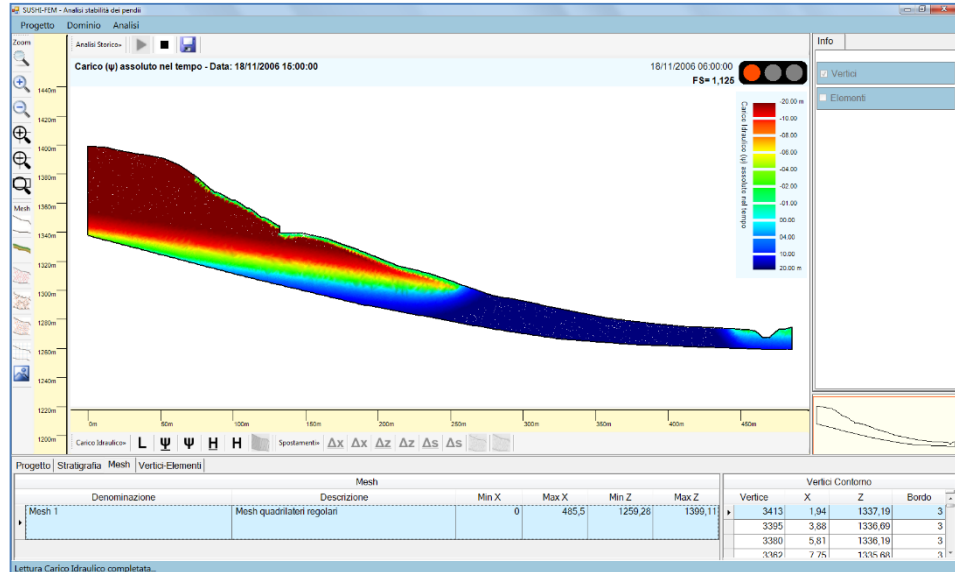 SUSHI-FEM - Analisi stabilità dei pendii
Progetto Dominio Analisi
Zoom
Analisi Storico»
Info
Carico (ψ) assoluto nel tempo - Data: 18/11/2006 15:00:00
18/11/2006 06:00:00
FS= 1,125
Vertici
Elementi
1440m
1420m
1400m
1380m
1360m
1340m
1320m
1300m
1280m
1260m
1240m
1220m
1200m
Mesh
Carico Idraulico (ψ) assoluto nel tempo
-20.00 m
-10.00
-08.00
-06.00
-04.00
-02.00
-01.00
00.00
04.00
10.00
20.00 m
0m 50m 100m 150m 200m 250m 300m 350m 400m 450m
Carico Idraulico» L Ψ Ψ H H Spostamenti» Δx Δx Δz Δz Δs Δs
Progetto Stratigrafia Mesh Vertici-Elementi
Mesh
Denominazione Descrizione Min X Max X Min Z Max Z
Mesh 1 Mesh quadrilateri regolari 0 485,5 1259,28 1399,11
Vertici Contorno
Vertice X Z Bordo
3413 1,94 1337,19 3
3395 3,88 1336,69 3
3380 5,81 1336,19 3
3362 7,75 1335,68 3
Lettura Carico Idraulico completata...